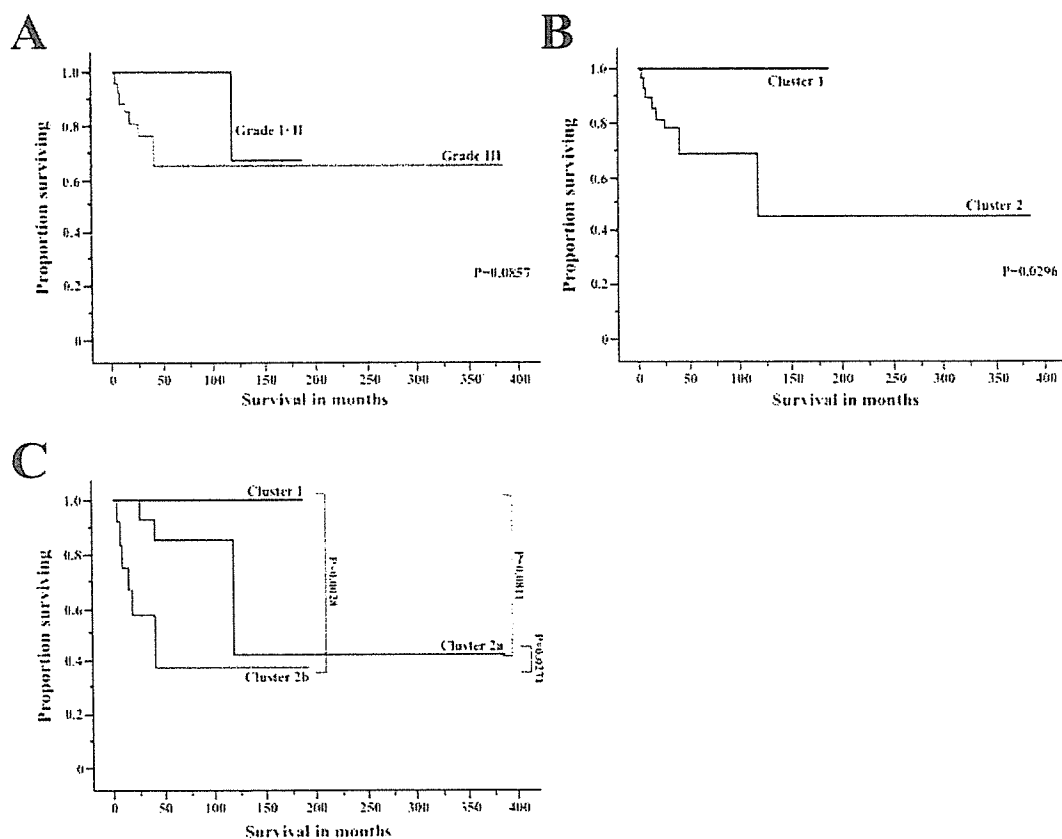 A
1.0
0.8
0.6
0.4
0.2
0
Proportion surviving
Grade I+II
Grade III
P=0.0857
0 50 100 150 200 250 300 350 400
Survival in months
B
1.0
0.8
0.6
0.4
0.2
0
Proportion surviving
Cluster 1
Cluster 2
P=0.0296
0 50 100 150 200 250 300 350 400
Survival in months
C
1.0
0.8
0.6
0.4
0.2
0
Proportion surviving
Cluster 1
Cluster 2a
Cluster 2b
P=0.0028
0 50 100 150 200 250 300 350 400
Survival in months